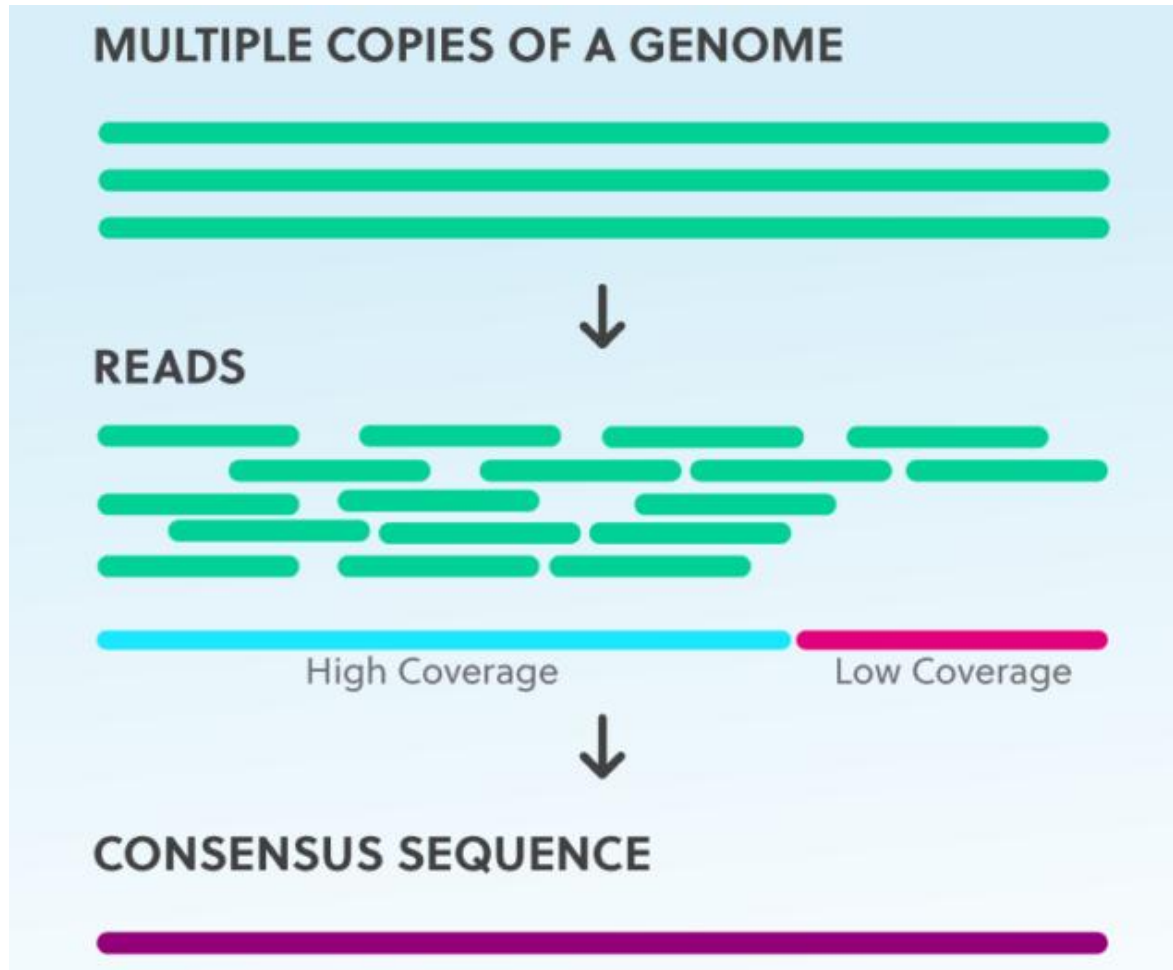 MULTIPLE COPIES OF A GENOME
READS
High Coverage
Low Coverage
CONSENSUS SEQUENCE